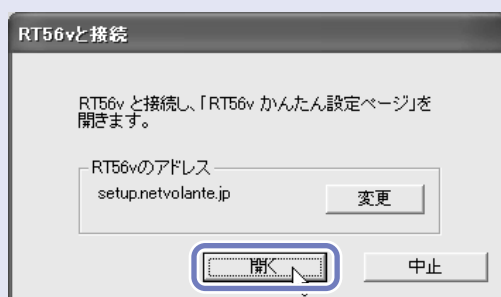 RT56vと接続
RT56v と接続し、「RT56v かんたん設定ページ」を
開きます。
RT56vのアドレス
setup.netvolante.jp
変更
開く
中止